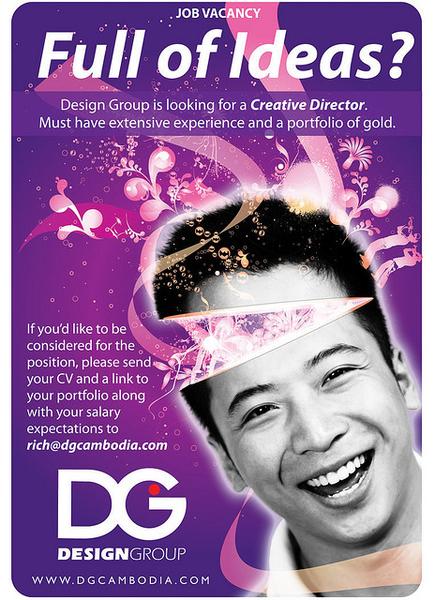 JOB VACANCY
Full of Ideas?
Design Group is looking for a Creative Director.
Must have extensive experience and a portfolio of gold.
If you'd like to be
considered for the
position, please send
your CV and a link to
your portfolio along
with your salary
expectations to
rich@dgcambodia.com
DG
DESIGNGROUP
WWW.DGCAMBODIA.COM